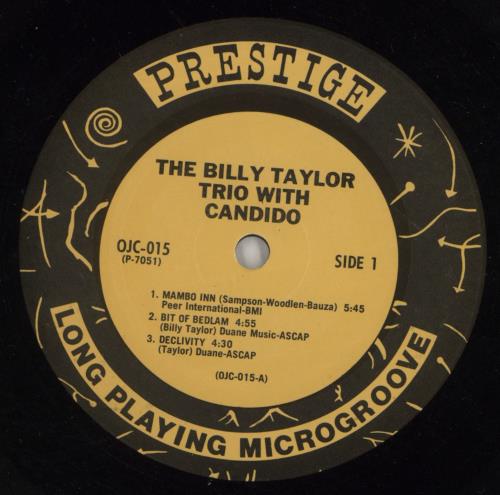 PRESTIGE
THE BILLY TAYLOR
TRIO WITH
CANDIDO
OJC-015
(P-7051)
SIDE 1
1. MAMBO INN (Sampson-Woodlen-Bauza) 5:45
Peer International-BMI
2. BIT OF BEDLAM 4:55
(Billy Taylor) Duane Music-ASCAP
3. DECLIVITY 4:30
(Taylor) Duane-ASCAP
(OJC-015-A)
LONG PLAYING MICROGROOVE